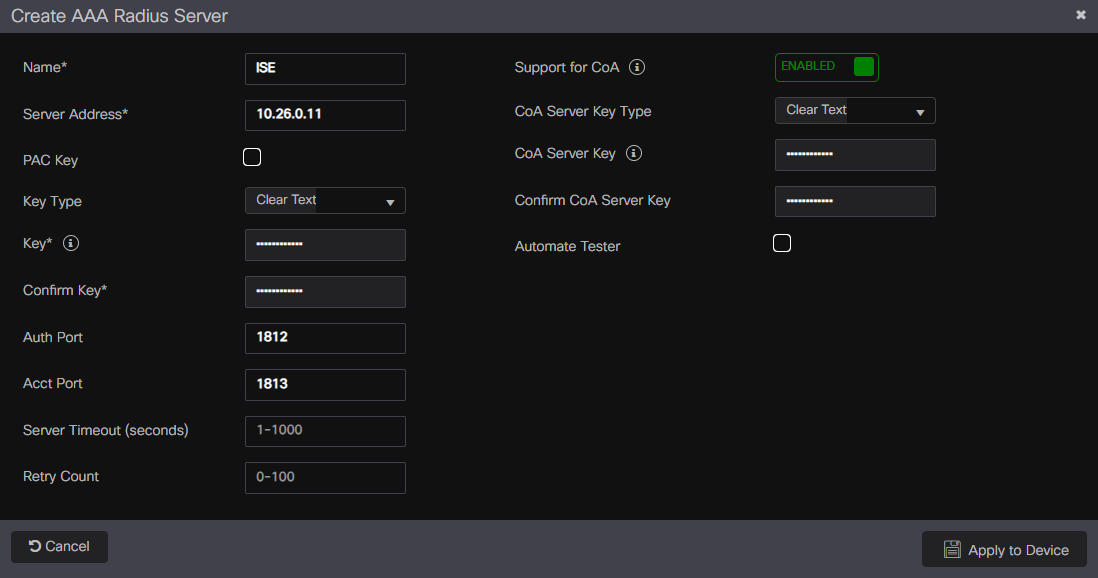 Create AAA Radius Server
Name*
ISE
Server Address*
10.26.0.11
PAC Key
Key Type
Clear Text
Key*
••••••••••••
Confirm Key*
••••••••••••
Auth Port
1812
Acct Port
1813
Server Timeout (seconds)
1-1000
Retry Count
0-100
Support for CoA
ENABLED
CoA Server Key Type
Clear Text
CoA Server Key
••••••••••••
Confirm CoA Server Key
••••••••••••
Automate Tester
Cancel
Apply to Device